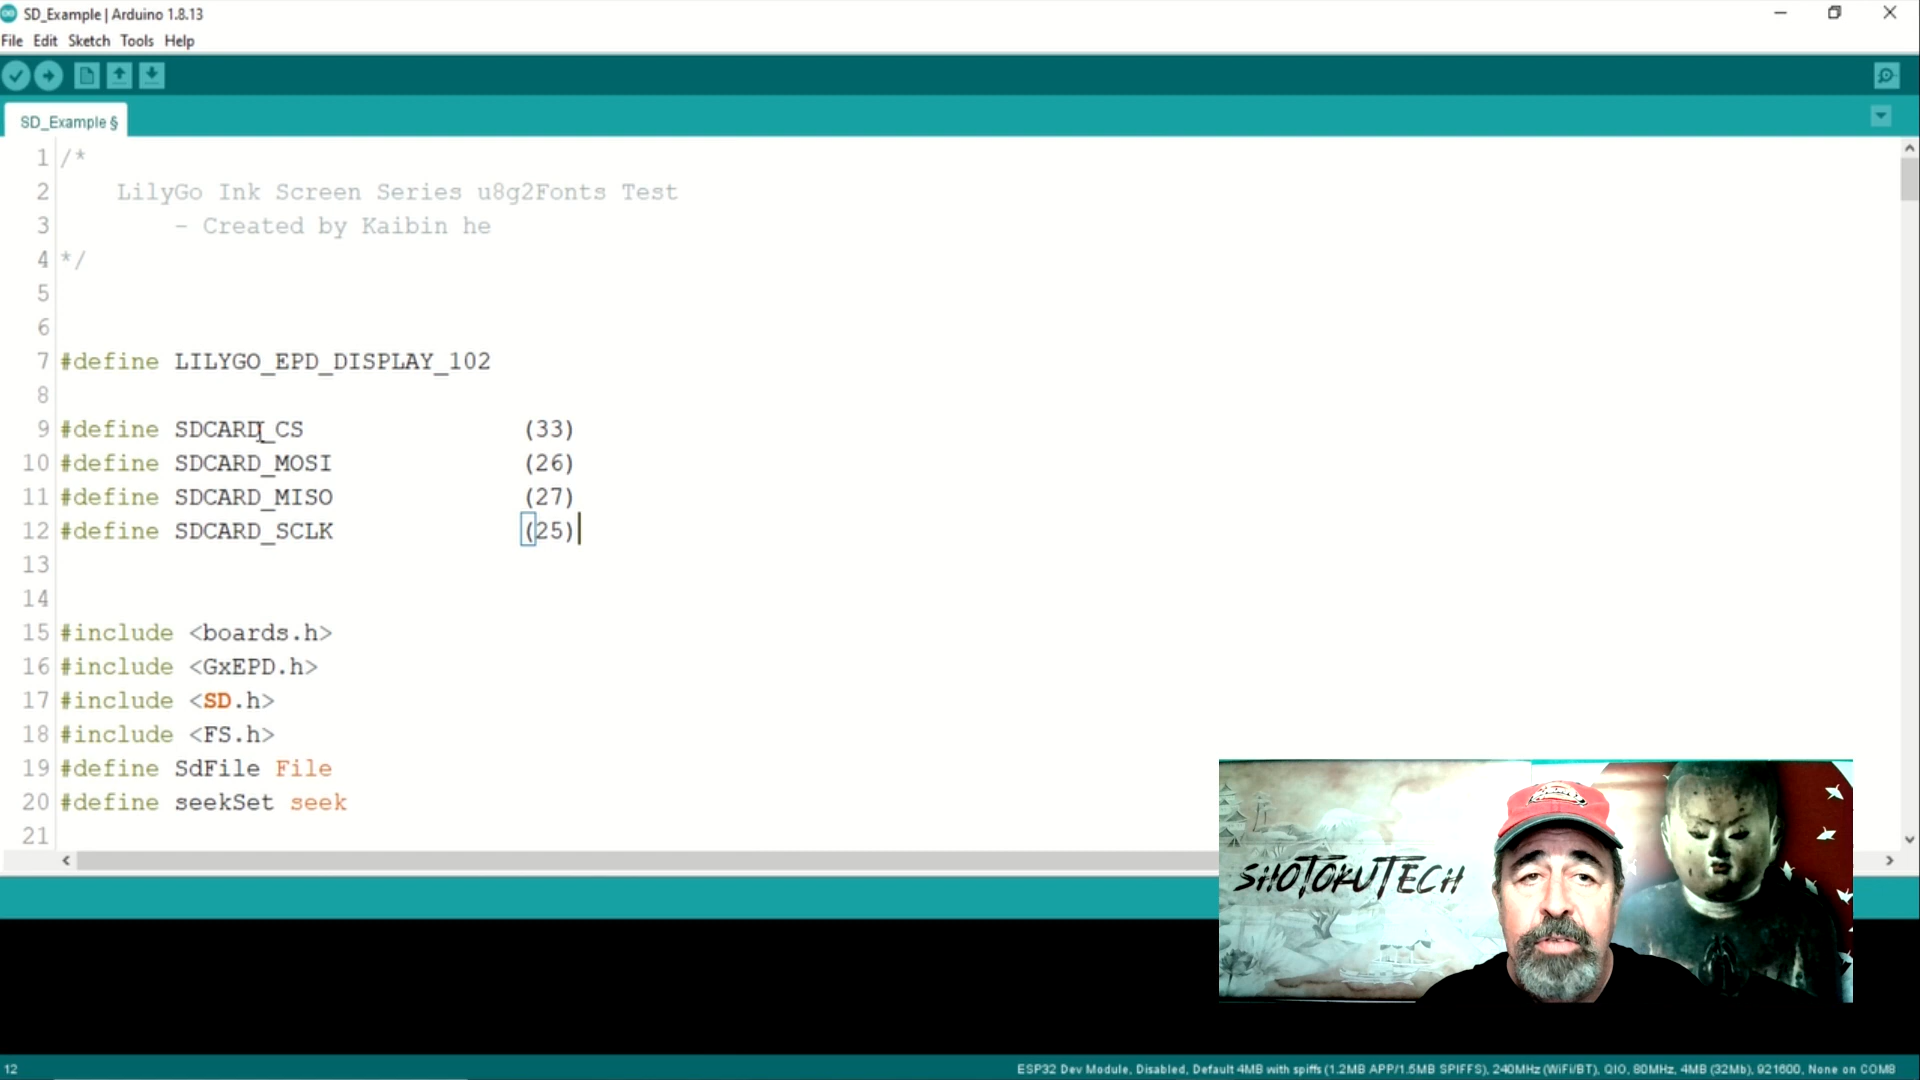 SD_Example | Arduino 1.8.13
File Edit Sketch Tools Help
SD_Example §
1 /*
2 LilyGo Ink Screen Series u8g2Fonts Test
3 - Created by Kaibin he
4 */
5
6
7 #define LILYGO_EPD_DISPLAY_102
8
9 #define SDCARD_CS (33)
10 #define SDCARD_MOSI (26)
11 #define SDCARD_MISO (27)
12 #define SDCARD_SCLK (25)
13
14
15 #include <boards.h>
16 #include <GxEPD.h>
17 #include <SD.h>
18 #include <FS.h>
19 #define SdFile File
20 #define seekSet seek
21
SHOTOKUTECH
12
ESP32 Dev Module, Disabled, Default 4MB with spiffs (1.2MB APP/1.5MB SPIFFS), 240MHz (WiFi/BT), QIO, 80MHz, 4MB (32Mb), 921600, None on COM8